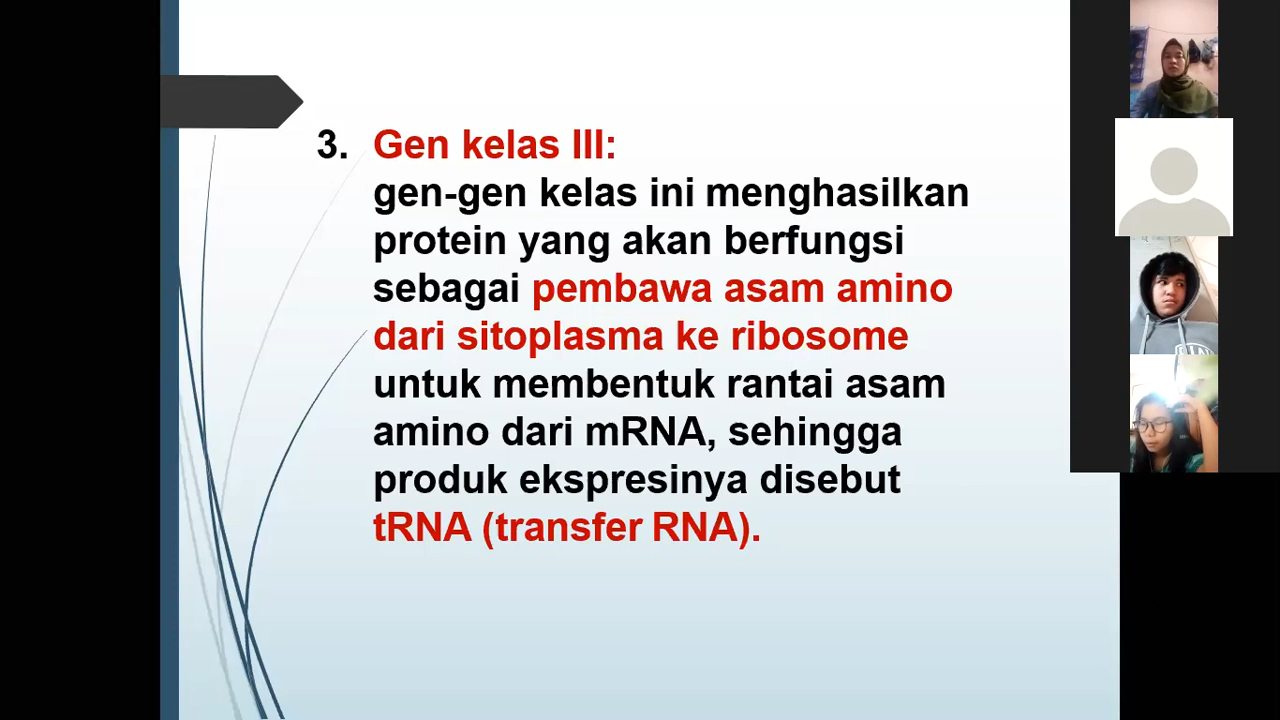 3. Gen kelas III:
gen-gen kelas ini menghasilkan
protein yang akan berfungsi
sebagai pembawa asam amino
dari sitoplasma ke ribosome
untuk membentuk rantai asam
amino dari mRNA, sehingga
produk ekspresinya disebut
tRNA (transfer RNA).